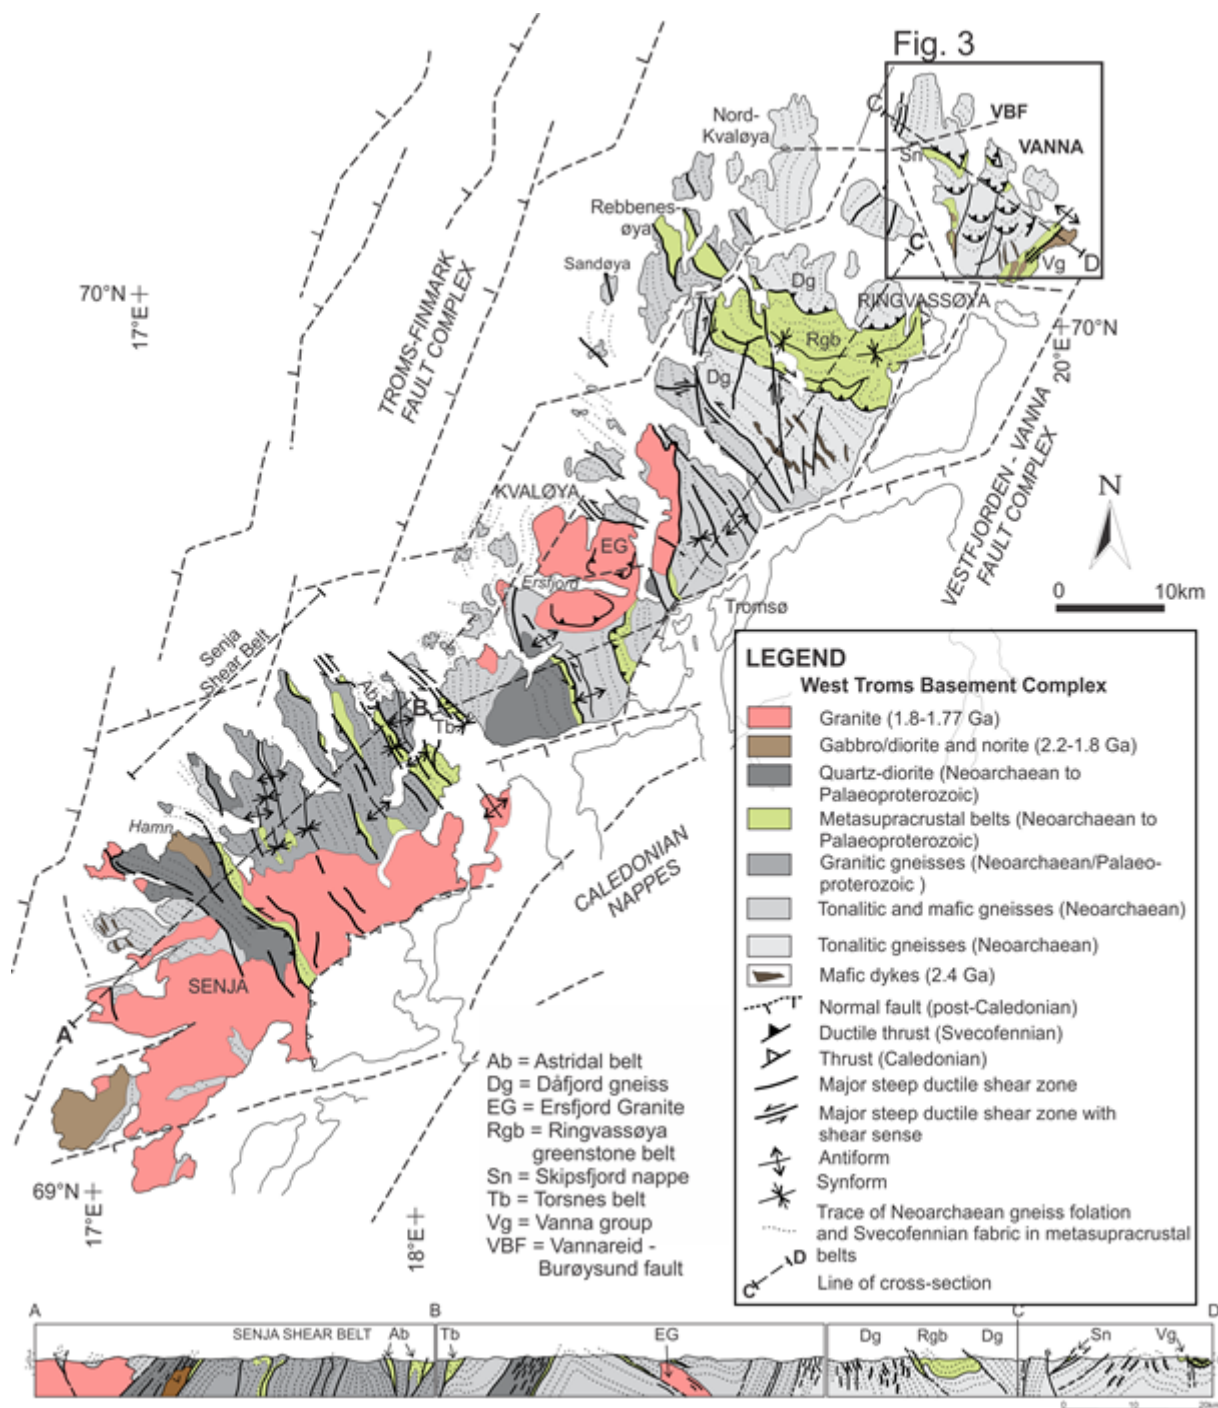 Fig. 3
C
VBF
Nord-
Kvaløya
VANNA
Sn
Rebbenes-
øya
Sandøya
C
Vg
D
Dg
70°N
17°E
RINGVASSØYA
Rgb
70°N
20°E
Dg
TROMS-FINMARK
FAULT COMPLEX
VESTFJORDEN - VANNA
FAULT COMPLEX
N
KVALØYA
EG
Ersfjord
0 10km
Tromsø
Senja
Shear Belt
Ab
B
Tb
Hamn
CALEDONIAN
NAPPES
SENJA
A
69°N
17°E
18°E
LEGEND
West Troms Basement Complex
Granite (1.8-1.77 Ga)
Gabbro/diorite and norite (2.2-1.8 Ga)
Quartz-diorite (Neoarchaean to
Palaeoproterozoic)
Metasupracrustal belts (Neoarchaean to
Palaeoproterozoic)
Granitic gneisses (Neoarchaean/Palaeo-
proterozoic )
Tonalitic and mafic gneisses (Neoarchaean)
Tonalitic gneisses (Neoarchaean)
Mafic dykes (2.4 Ga)
Normal fault (post-Caledonian)
Ductile thrust (Svecofennian)
Thrust (Caledonian)
Major steep ductile shear zone
Major steep ductile shear zone with
shear sense
Antiform
Synform
Trace of Neoarchaean gneiss folation
and Svecofennian fabric in metasupracrustal
belts
C D Line of cross-section
Ab = Astridal belt
Dg = Dåfjord gneiss
EG = Ersfjord Granite
Rgb = Ringvassøya
greenstone belt
Sn = Skipsfjord nappe
Tb = Torsnes belt
Vg = Vanna group
VBF = Vannareid -
Burøysund fault
A B C D
SENJA SHEAR BELT Ab Tb EG Dg Rgb Dg Sn Vg
0 10 20km